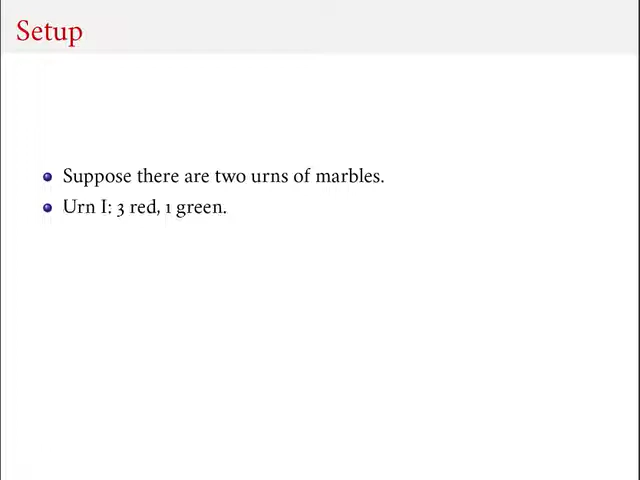 Setup
Suppose there are two urns of marbles.
Urn I: 3 red, 1 green.